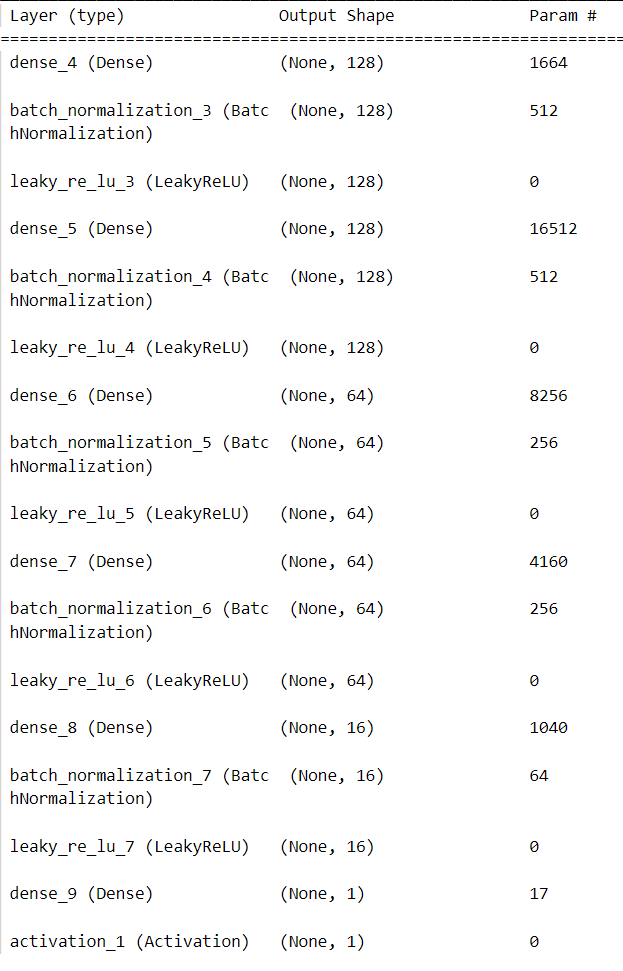 Layer (type) Output Shape Param #
=================================================================
dense_4 (Dense) (None, 128) 1664
batch_normalization_3 (Batc (None, 128) 512
hNormalization)
leaky_re_lu_3 (LeakyReLU) (None, 128) 0
dense_5 (Dense) (None, 128) 16512
batch_normalization_4 (Batc (None, 128) 512
hNormalization)
leaky_re_lu_4 (LeakyReLU) (None, 128) 0
dense_6 (Dense) (None, 64) 8256
batch_normalization_5 (Batc (None, 64) 256
hNormalization)
leaky_re_lu_5 (LeakyReLU) (None, 64) 0
dense_7 (Dense) (None, 64) 4160
batch_normalization_6 (Batc (None, 64) 256
hNormalization)
leaky_re_lu_6 (LeakyReLU) (None, 64) 0
dense_8 (Dense) (None, 16) 1040
batch_normalization_7 (Batc (None, 16) 64
hNormalization)
leaky_re_lu_7 (LeakyReLU) (None, 16) 0
dense_9 (Dense) (None, 1) 17
activation_1 (Activation) (None, 1) 0